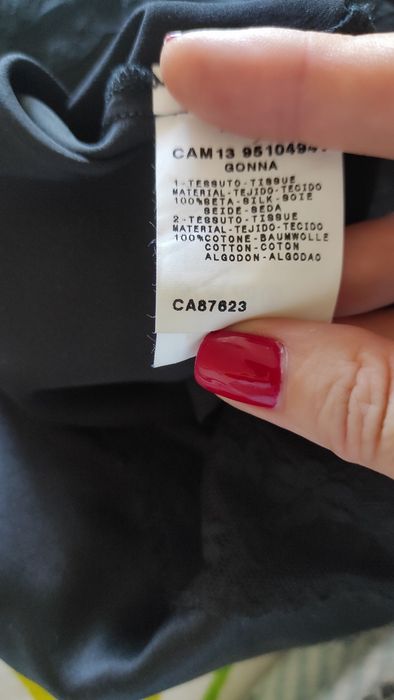 CAM13 951049
GONNA
1-TESSUTO-TISSUE
MATERIAL-TEJIDO-TECIDO
100%SETA-SILK-SOIE
SEIDE-SEDA
2-TESSUTO-TISSUE
MATERIAL-TEJIDO-TECIDO
100%COTONE-BAUMWOLLE
COTTON-COTON
ALGODON-ALGODAO
CA87623